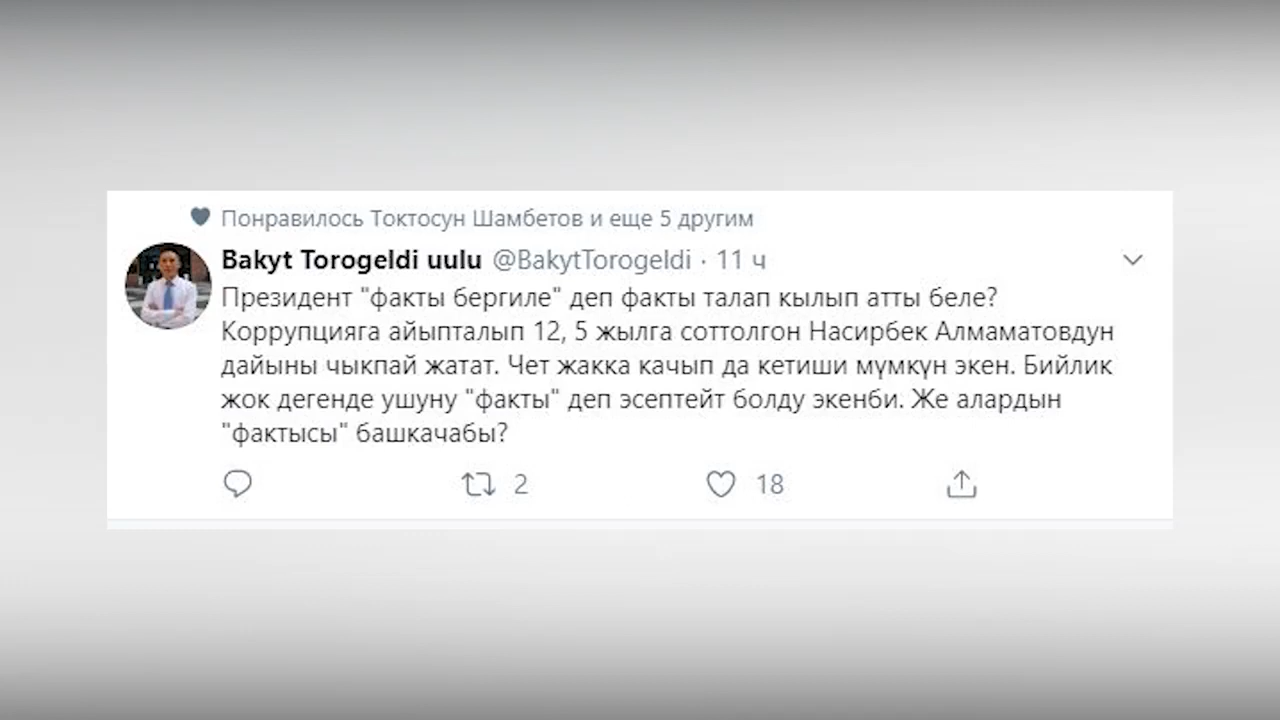 Понравилось Токтосун Шамбетов и еще 5 другим
Bakyt Torogeldi uulu @BakytTorogeldi · 11 ч
Президент "факты бергиле" деп факты талап кылып атты беле?
Коррупцияга айыпталып 12, 5 жылга соттолгон Насирбек Алмаматовдун
дайыны чыкпай жатат. Чет жакка качып да кетиши мүмкүн экен. Бийлик
жок дегенде ушуну "факты" деп эсептейт болду экенби. Же алардын
"фактысы" башкачабы?
2 18